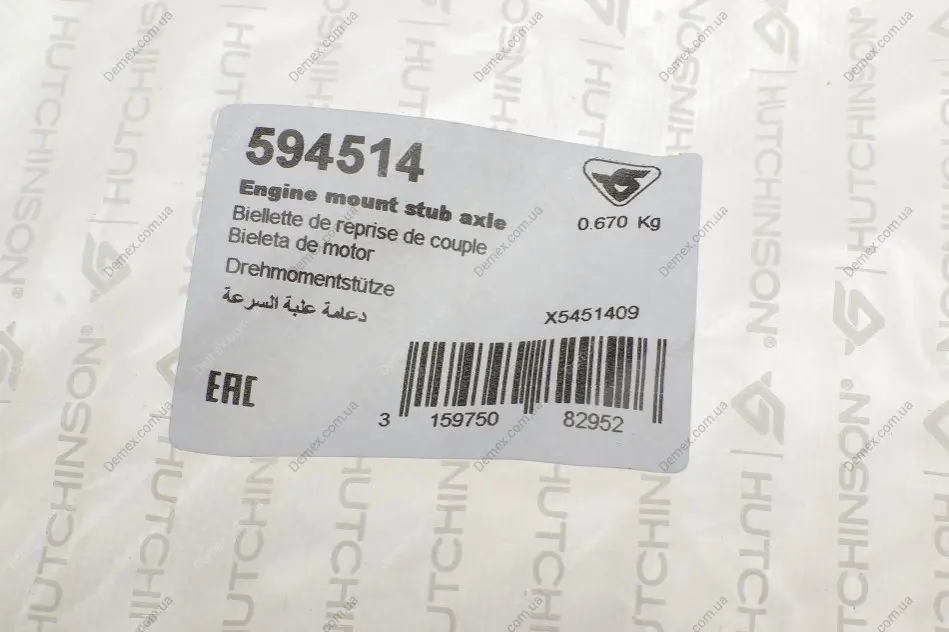 594514
Engine mount stub axle
Biellette de reprise de couple
Bieleta de motor
Drehmomentstütze
دعامة علبة السرعة
0.670 Kg
X5451409
EAC
3 159750 82952
HUTCHINSON®
Demex.com.ua